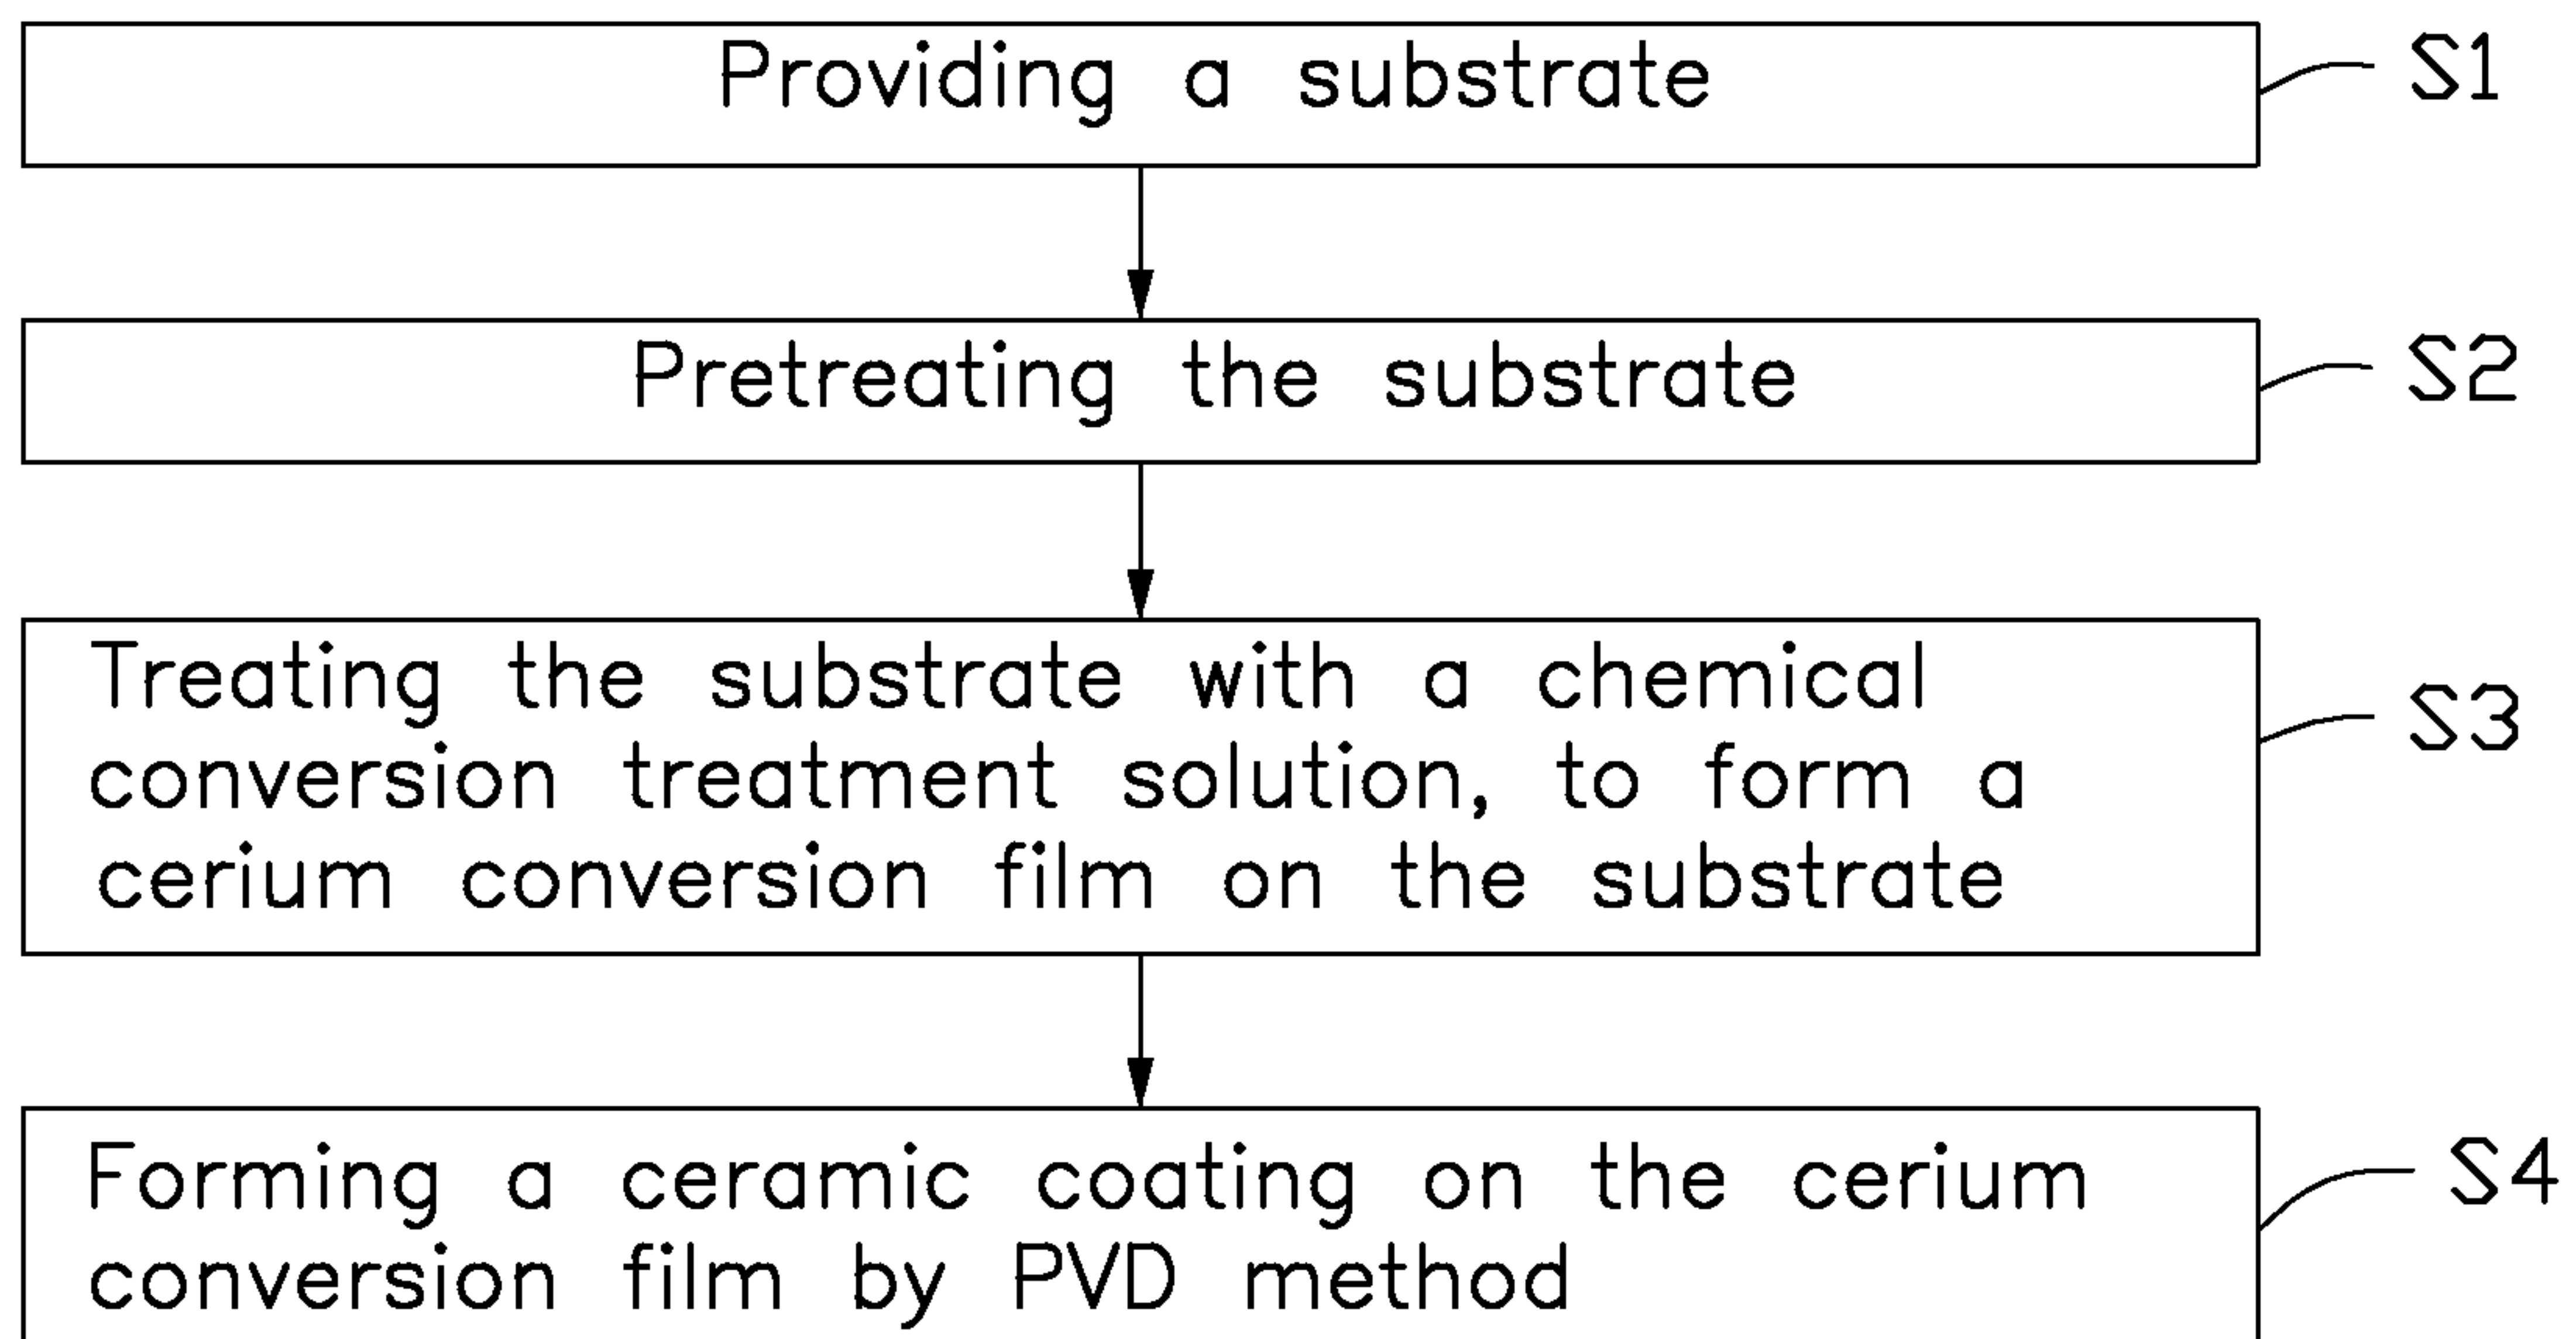 Providing a substrate
S1
Pretreating the substrate
S2
Treating the substrate with a chemical
conversion treatment solution, to form a
cerium conversion film on the substrate
S3
Forming a ceramic coating on the cerium
conversion film by PVD method
S4